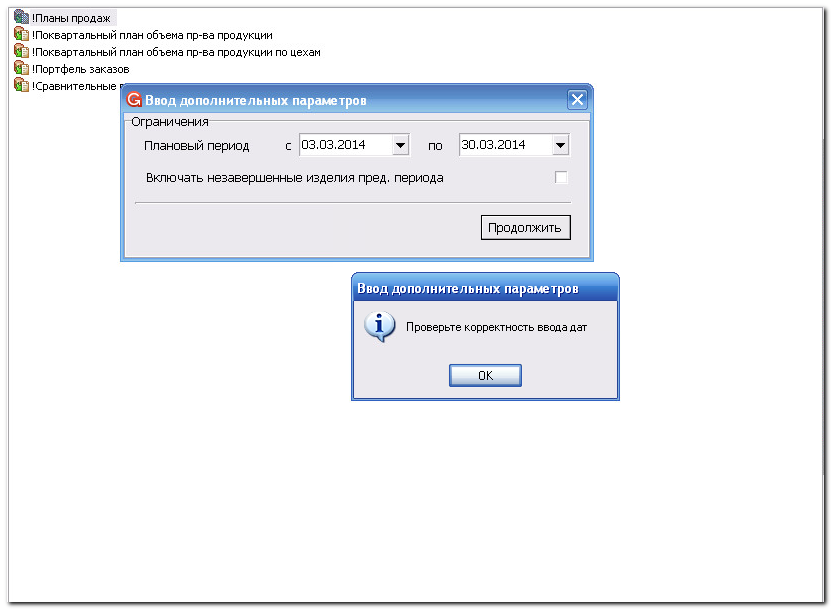 !Планы продаж
!Поквартальный план объема пр-ва продукции
!Поквартальный план объема пр-ва продукции по цехам
!Портфель заказов
!Сравнительные
Ввод дополнительных параметров
Ограничения
Плановый период с 03.03.2014 по 30.03.2014
Включать незавершенные изделия пред. периода
Продолжить
Ввод дополнительных параметров
Проверьте корректность ввода дат
OK